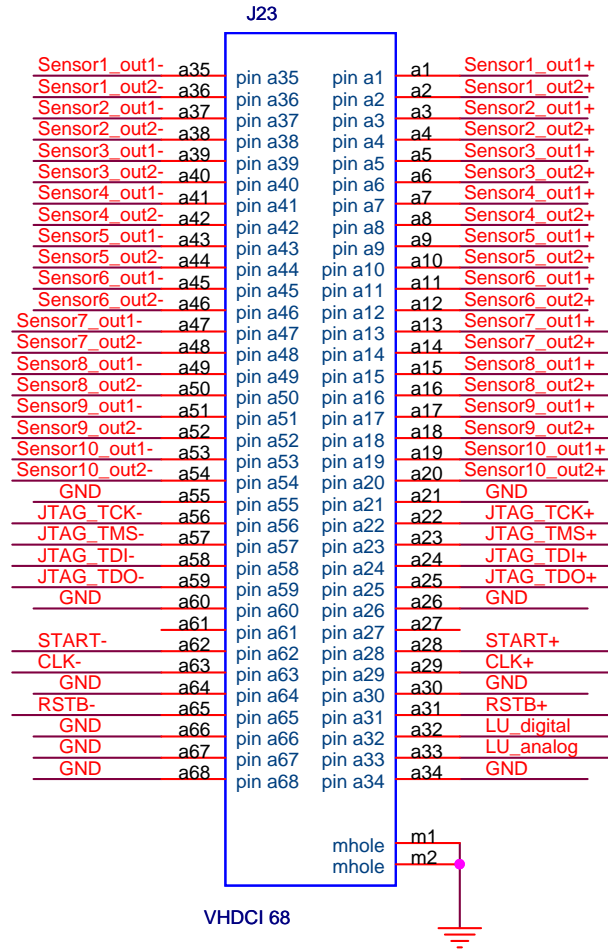 J23
Sensor1_out1- a35 pin a35 pin a1 a1 Sensor1_out1+
Sensor1_out2- a36 pin a36 pin a2 a2 Sensor1_out2+
Sensor2_out1- a37 pin a37 pin a3 a3 Sensor2_out1+
Sensor2_out2- a38 pin a38 pin a4 a4 Sensor2_out2+
Sensor3_out1- a39 pin a39 pin a5 a5 Sensor3_out1+
Sensor3_out2- a40 pin a40 pin a6 a6 Sensor3_out2+
Sensor4_out1- a41 pin a41 pin a7 a7 Sensor4_out1+
Sensor4_out2- a42 pin a42 pin a8 a8 Sensor4_out2+
Sensor5_out1- a43 pin a43 pin a9 a9 Sensor5_out1+
Sensor5_out2- a44 pin a44 pin a10 a10 Sensor5_out2+
Sensor6_out1- a45 pin a45 pin a11 a11 Sensor6_out1+
Sensor6_out2- a46 pin a46 pin a12 a12 Sensor6_out2+
Sensor7_out1- a47 pin a47 pin a13 a13 Sensor7_out1+
Sensor7_out2- a48 pin a48 pin a14 a14 Sensor7_out2+
Sensor8_out1- a49 pin a49 pin a15 a15 Sensor8_out1+
Sensor8_out2- a50 pin a50 pin a16 a16 Sensor8_out2+
Sensor9_out1- a51 pin a51 pin a17 a17 Sensor9_out1+
Sensor9_out2- a52 pin a52 pin a18 a18 Sensor9_out2+
Sensor10_out1- a53 pin a53 pin a19 a19 Sensor10_out1+
Sensor10_out2- a54 pin a54 pin a20 a20 Sensor10_out2+
GND a55 pin a55 pin a21 a21 GND
JTAG_TCK- a56 pin a56 pin a22 a22 JTAG_TCK+
JTAG_TMS- a57 pin a57 pin a23 a23 JTAG_TMS+
JTAG_TDI- a58 pin a58 pin a24 a24 JTAG_TDI+
JTAG_TDO- a59 pin a59 pin a25 a25 JTAG_TDO+
GND a60 pin a60 pin a26 a26 GND
a61 pin a61 pin a27 a27
START- a62 pin a62 pin a28 a28 START+
CLK- a63 pin a63 pin a29 a29 CLK+
GND a64 pin a64 pin a30 a30 GND
RSTB- a65 pin a65 pin a31 a31 RSTB+
GND a66 pin a66 pin a32 a32 LU_digital
GND a67 pin a67 pin a33 a33 LU_analog
GND a68 pin a68 pin a34 a34 GND
mhole m1
mhole m2
VHDCI 68